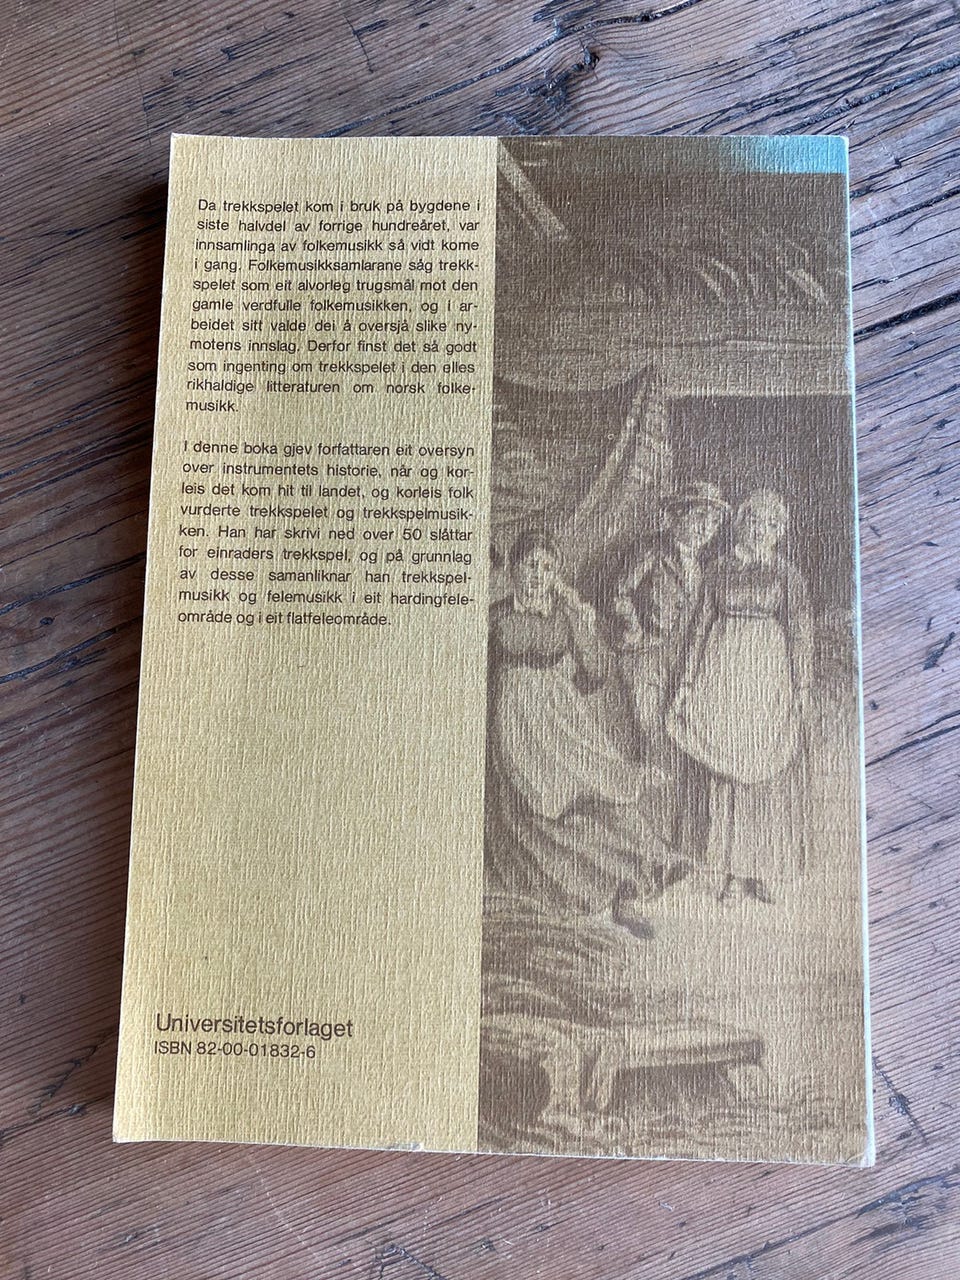 Da trekkspelet kom i bruk på bygdene i
siste halvdel av forrige hundreåret, var
innsamlinga av folkemusikk så vidt kome
i gang. Folkemusikksamlarane såg trekk-
spelet som eit alvorleg trugsmål mot den
gamle verdfulle folkemusikken, og i ar-
beidet sitt valde dei å oversjå slike ny-
motens innslag. Derfor finst det så godt
som ingenting om trekkspelet i den elles
rikhaldige litteraturen om norsk folke-
musikk.
I denne boka gjev forfattaren eit oversyn
over instrumentets historie, når og kor-
leis det kom hit til landet, og korleis folk
vurderte trekkspelet og trekkspelmusik-
ken. Han har skrivi ned over 50 slåttar
for einraders trekkspel, og på grunnlag
av desse samanliknar han trekkspel-
musikk og felemusikk i eit hardingfele-
område og i eit flatfeleområde.
Universitetsforlaget
ISBN 82-00-01832-6